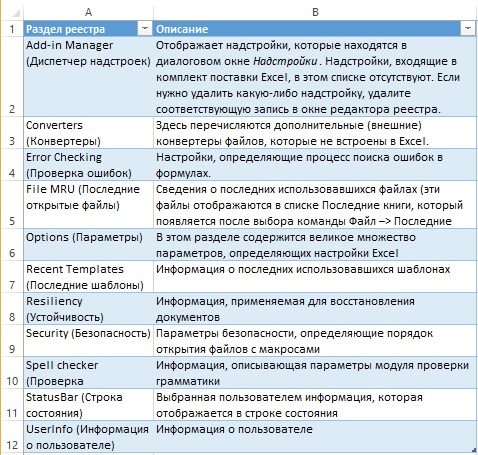 A B
1 Раздел реестра Описание
Add-in Manager Отображает надстройки, которые находятся в
(Диспетчер надстроек) диалоговом окне Надстройки . Надстройки, входящие в
комплект поставки Excel, в этом списке отсутствуют. Если
нужно удалить какую-либо надстройку, удалите
2 соответствующую запись в окне редактора реестра.
Converters Здесь перечисляются дополнительные (внешние)
3 (Конвертеры) конвертеры файлов, которые не встроены в Excel.
Error Checking Настройки, определяющие процесс поиска ошибок в
4 (Проверка ошибок) формулах.
File MRU (Последние Сведения о последних использовавшихся файлах (эти
открытые файлы) файлы отображаются в списке Последние книги, который
5 появляется после выбора команды Файл –> Последние
Options (Параметры) В этом разделе содержится великое множество
6 параметров, определяющих настройки Excel
Recent Templates Информация о последних использовавшихся шаблонах
7 (Последние шаблоны)
Resiliency Информация, применяемая для восстановления
8 (Устойчивость) документов
Security (Безопасность) Параметры безопасности, определяющие порядок
9 открытия файлов с макросами
Spell checker Информация, описывающая параметры модуля проверки
10 (Проверка грамматики
StatusBar (Строка Выбранная пользователем информация, которая
11 состояния) отображается в строке состояния
UserInfo (Информация Информация о пользователе
12 о пользователе)